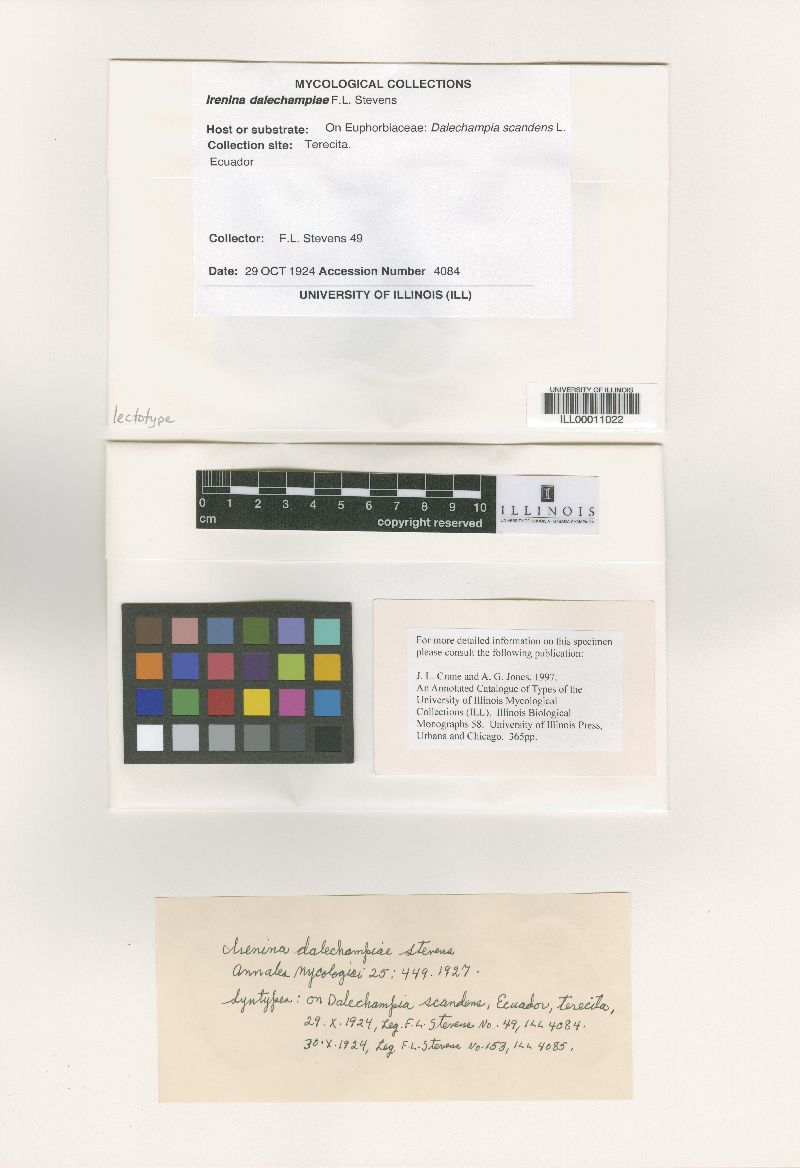 MYCOLOGICAL COLLECTIONS
Irenina dalechampiae F.L. Stevens
Host or substrate: On Euphorbiaceae: Dalechampia scandens L.
Collection site: Terecita.
Ecuador
Collector: F.L. Stevens 49
Date: 29 OCT 1924 Accession Number 4084
UNIVERSITY OF ILLINOIS (ILL)
lectotype
UNIVERSITY OF ILLINOIS
ILL00011022
0 1 2 3 4 5 6 7 8 9 10
cm
copyright reserved
I
ILLINOIS
UNIVERSITY OF ILLINOIS AT URBANA-CHAMPAIGN
For more detailed information on this specimen
please consult the following publication:
J. L. Crane and A. G. Jones. 1997.
An Annotated Catalogue of Types of the
University of Illinois Mycological
Collections (ILL). Illinois Biological
Monographs 58. University of Illinois Press,
Urbana and Chicago. 365pp.
Irenina dalechampiae Stevens
Annales Mycologici 25: 449. 1927.
Syntypes: on Dalechampia scandens, Ecuador, Terecita,
29.X.1924, Leg. F.L. Stevens No. 49, ILL 4084.
30.X.1924, Leg. F.L. Stevens No. 153, ILL 4085.